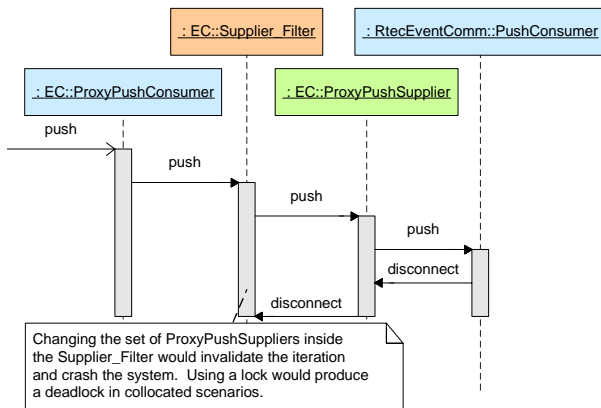 : EC::Supplier_Filter
: RtecEventComm::PushConsumer
: EC::ProxyPushConsumer
: EC::ProxyPushSupplier
push
push
push
push
disconnect
disconnect
Changing the set of ProxyPushSuppliers inside
the Supplier_Filter would invalidate the iteration
and crash the system.  Using a lock would produce
a deadlock in collocated scenarios.